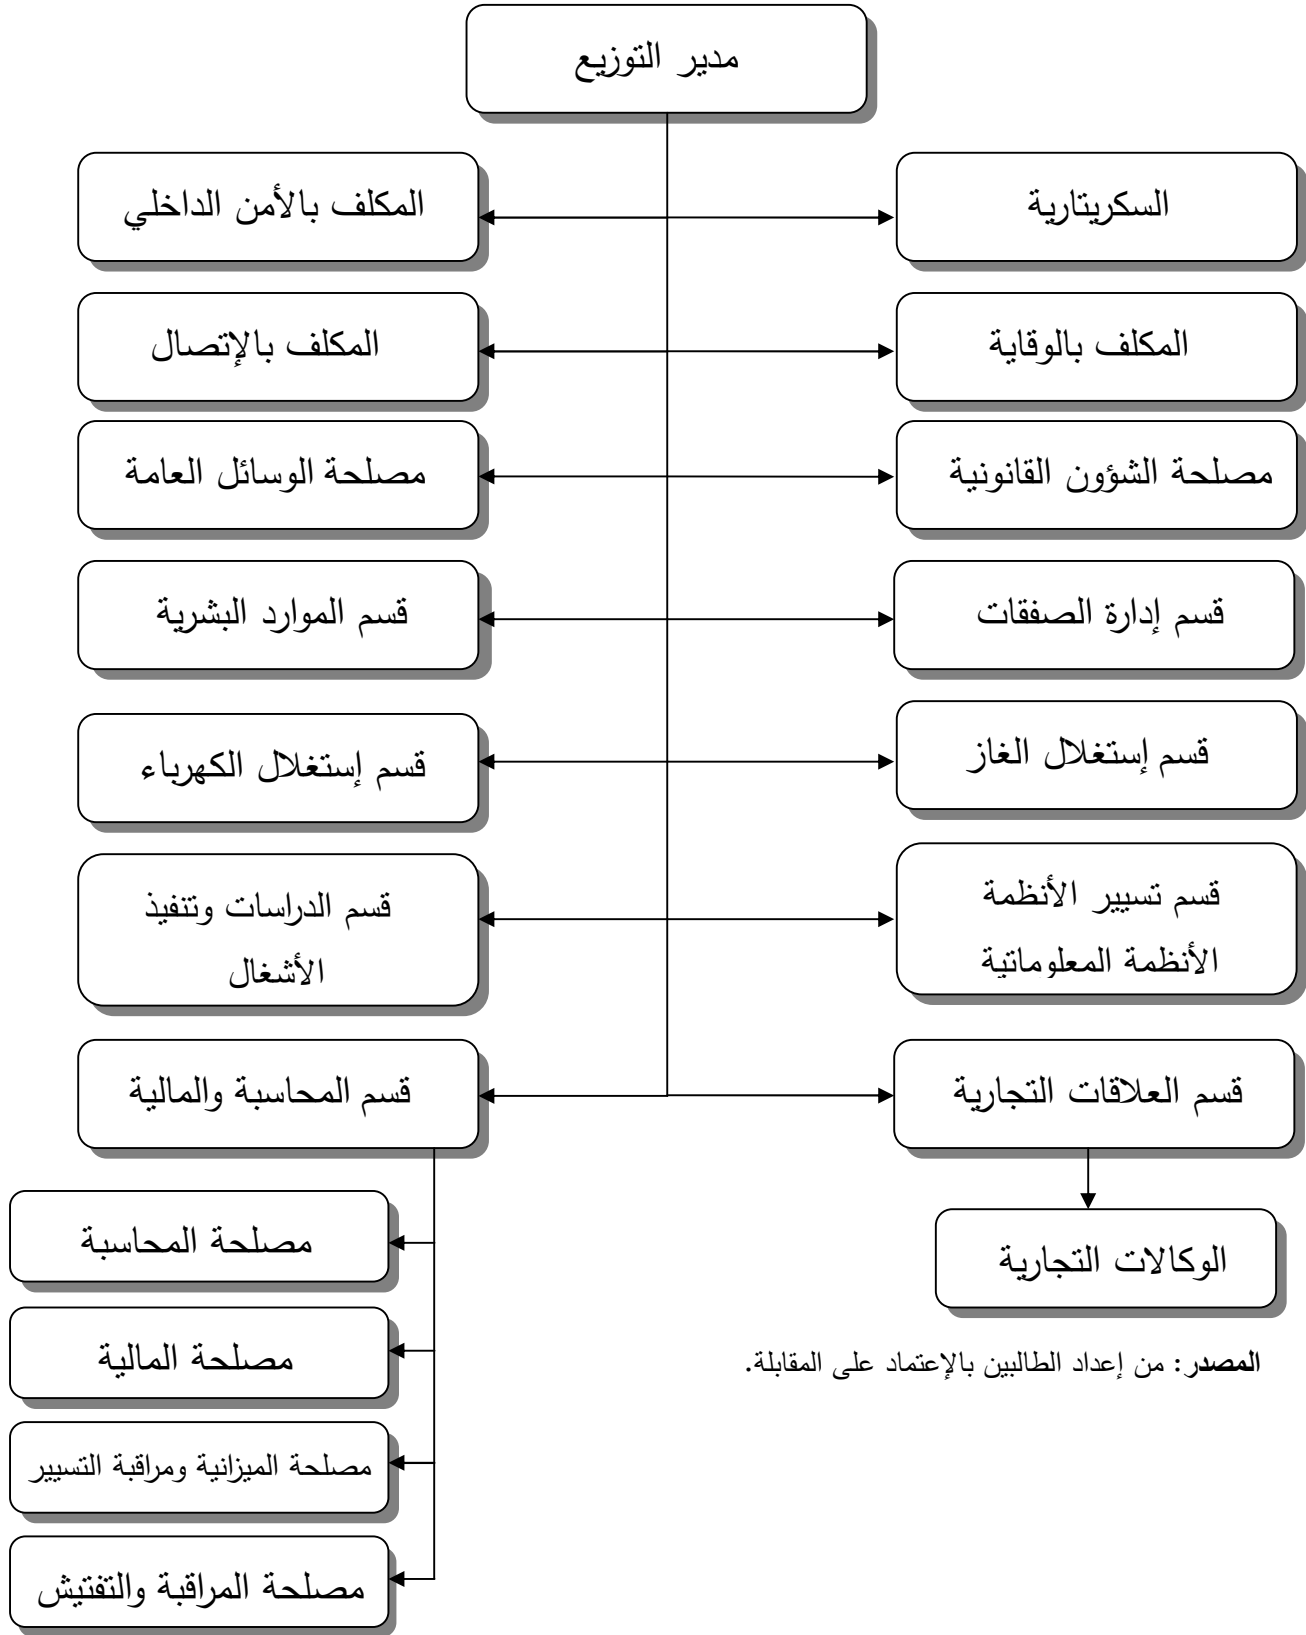 مدير التوزيع
السكريتارية
المكلف بالأمن الداخلي
المكلف بالوقاية
المكلف بالإتصال
مصلحة الشؤون القانونية
مصلحة الوسائل العامة
قسم إدارة الصفقات
قسم الموارد البشرية
قسم إستغلال الغاز
قسم إستغلال الكهرباء
قسم تسيير الأنظمة
الأنظمة المعلوماتية
قسم الدراسات وتنفيذ
الأشغال
قسم العلاقات التجارية
قسم المحاسبة والمالية
الوكالات التجارية
مصلحة المحاسبة
مصلحة المالية
مصلحة الميزانية ومراقبة التسيير
مصلحة المراقبة والتفتيش
المصدر: من إعداد الطالبين بالإعتماد على المقابلة.